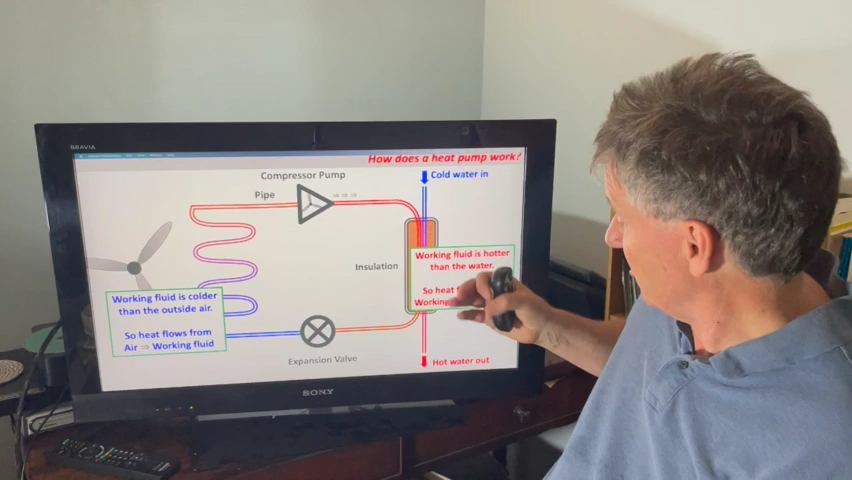 BRAVIA
How does a heat pump work?
Compressor Pump
Cold water in
Pipe
⇨ ⇨ ⇨
Working fluid is hotter
than the water.
Insulation
So heat
Working
Working fluid is colder
than the outside air.
So heat flows from
Air ⇨ Working fluid
Expansion Valve
Hot water out
SONY